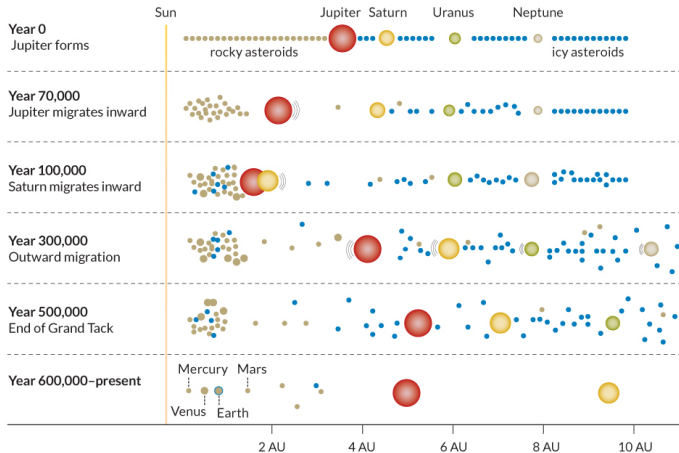 Sun
Jupiter Saturn Uranus Neptune
Year 0
Jupiter forms
rocky asteroids
icy asteroids
Year 70,000
Jupiter migrates inward
Year 100,000
Saturn migrates inward
Year 300,000
Outward migration
Year 500,000
End of Grand Tack
Year 600,000–present
Mercury Mars
Venus Earth
2 AU 4 AU 6 AU 8 AU 10 AU